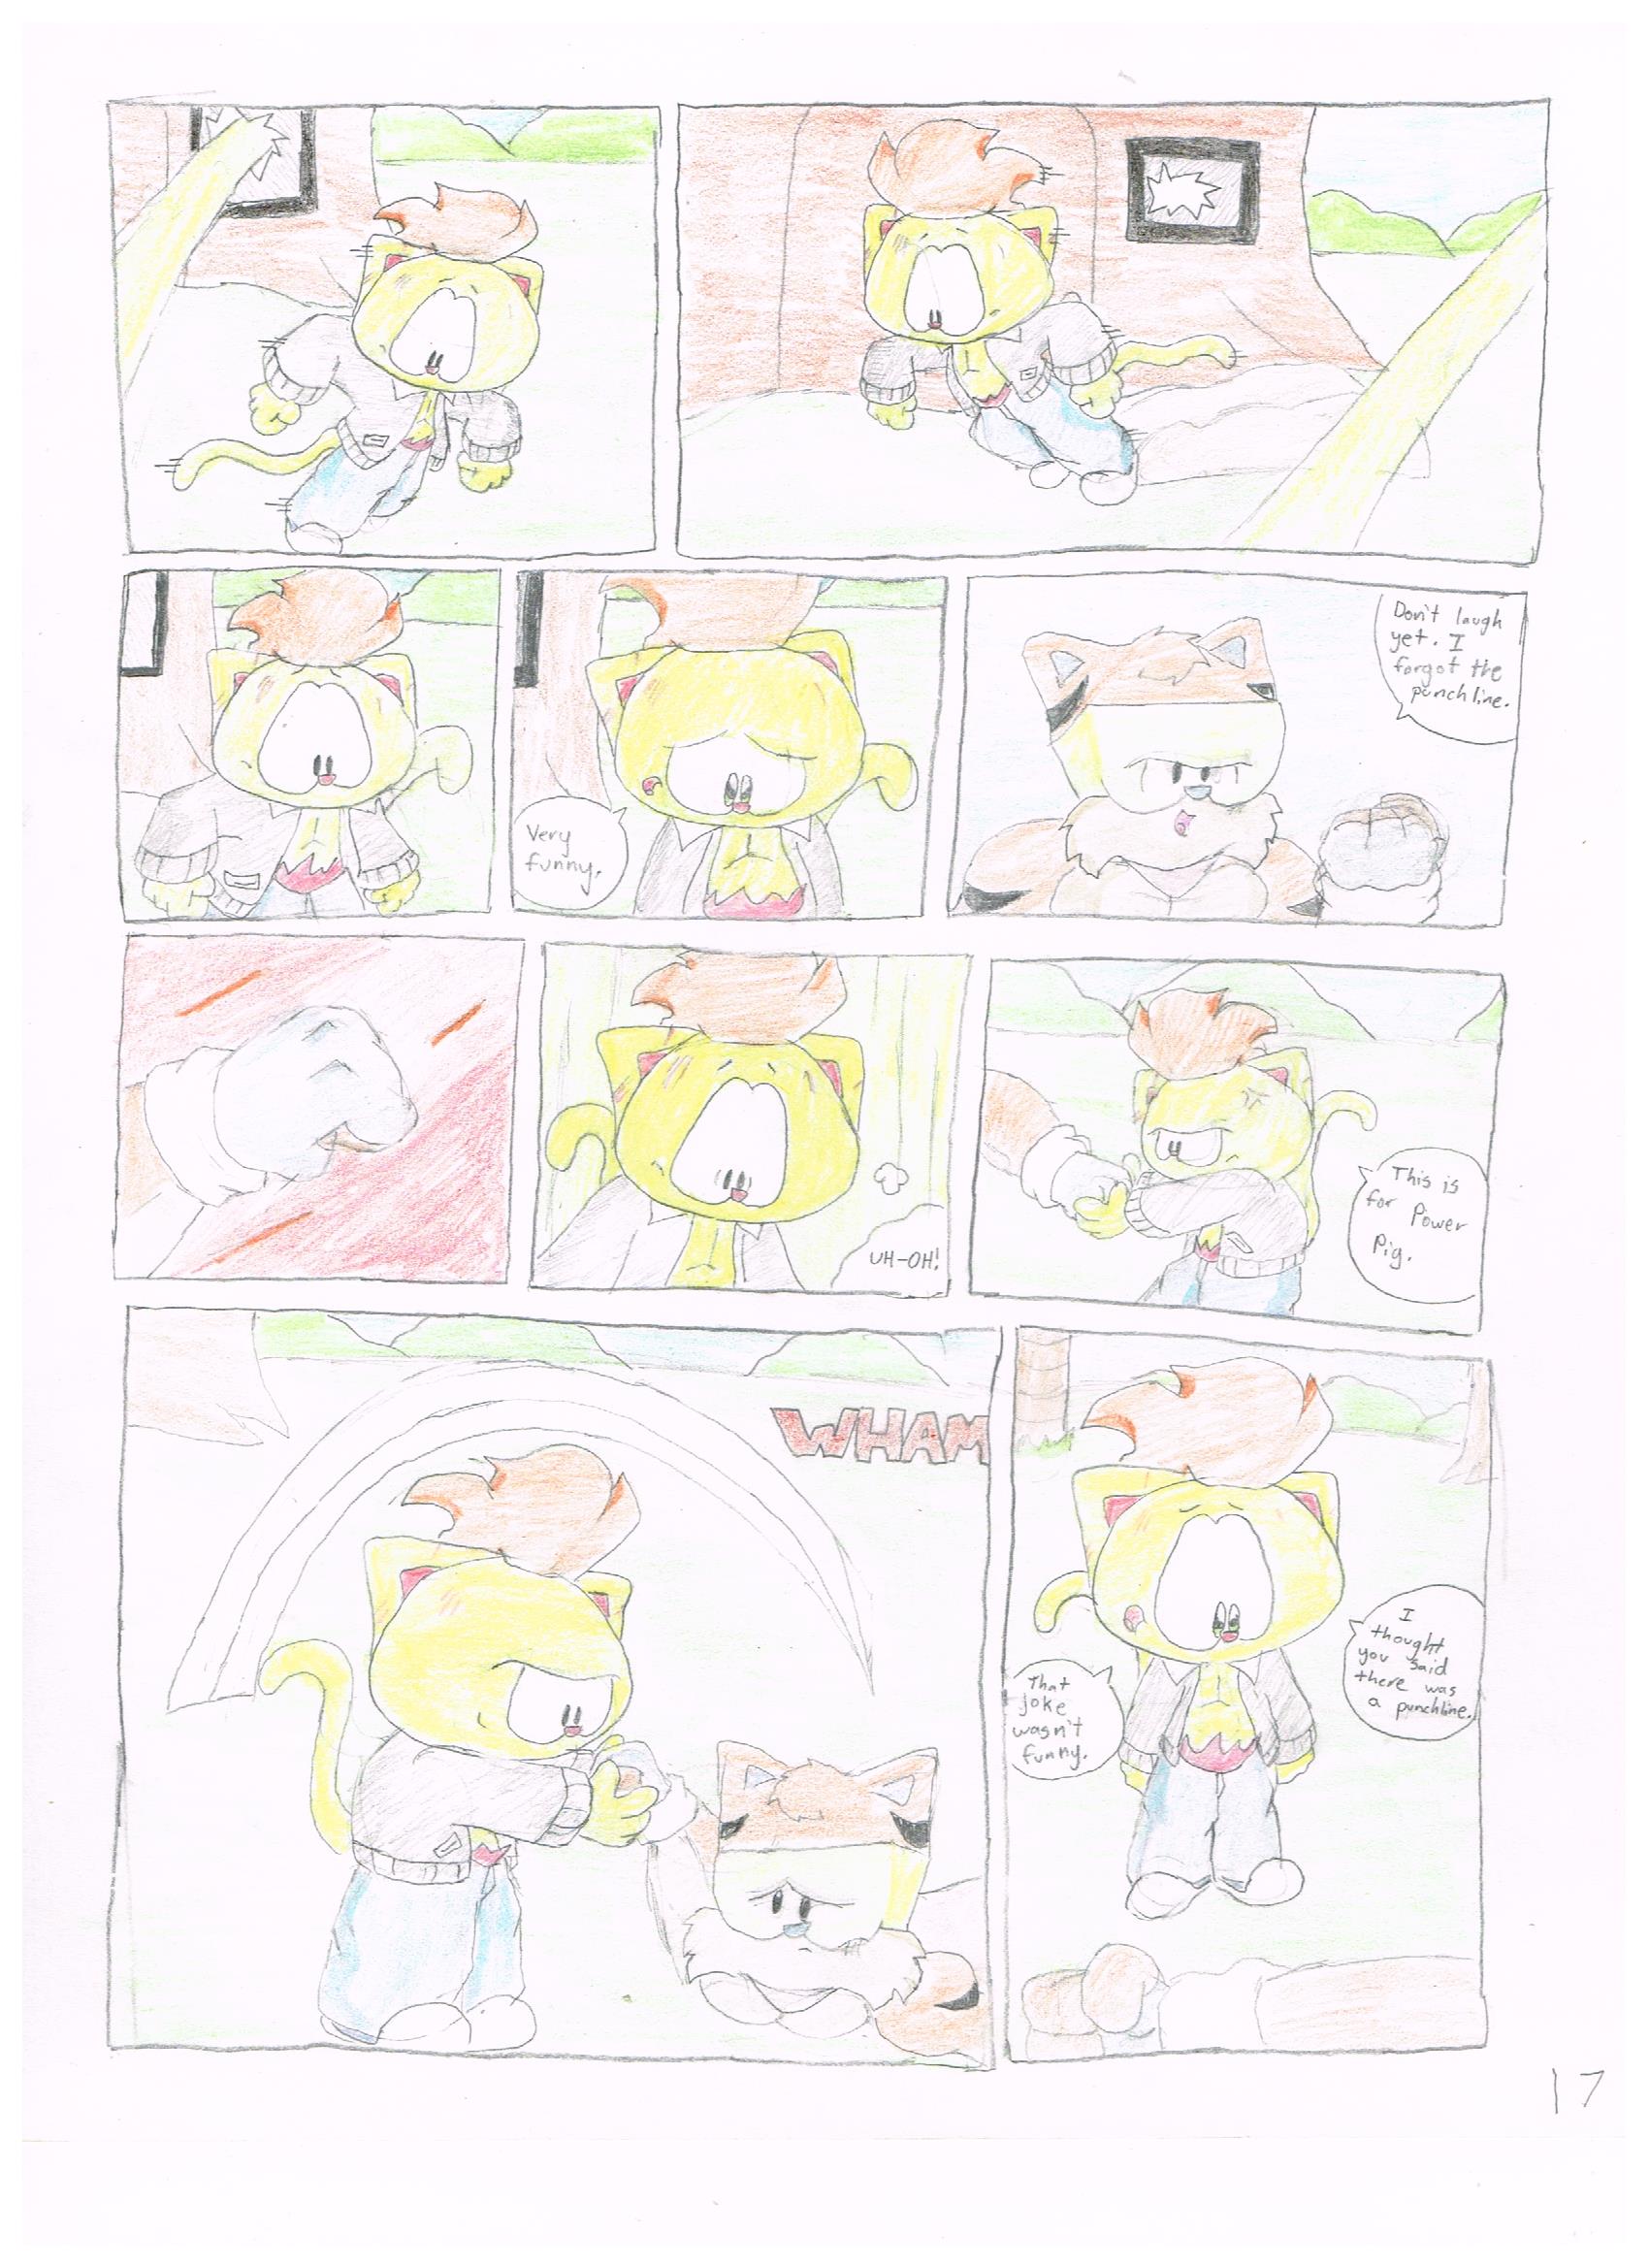 Very
funny.
Don't laugh
yet. I
forgot the
punchline.
UH-OH!
This is
for Power
Pig.
WHAM
That
joke
wasn't
funny.
I
thought
you said
there was
a punchline.
17